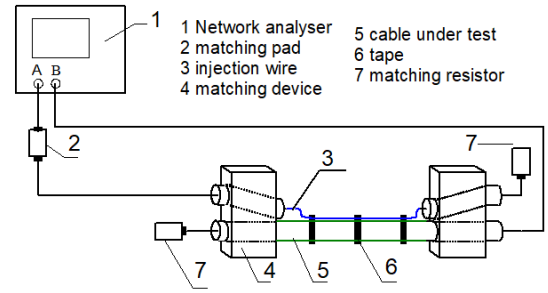 1
1 Network analyser
2 matching pad
3 injection wire
4 matching device
5 cable under test
6 tape
7 matching resistor
A B
2
3
7
7
4
5
6